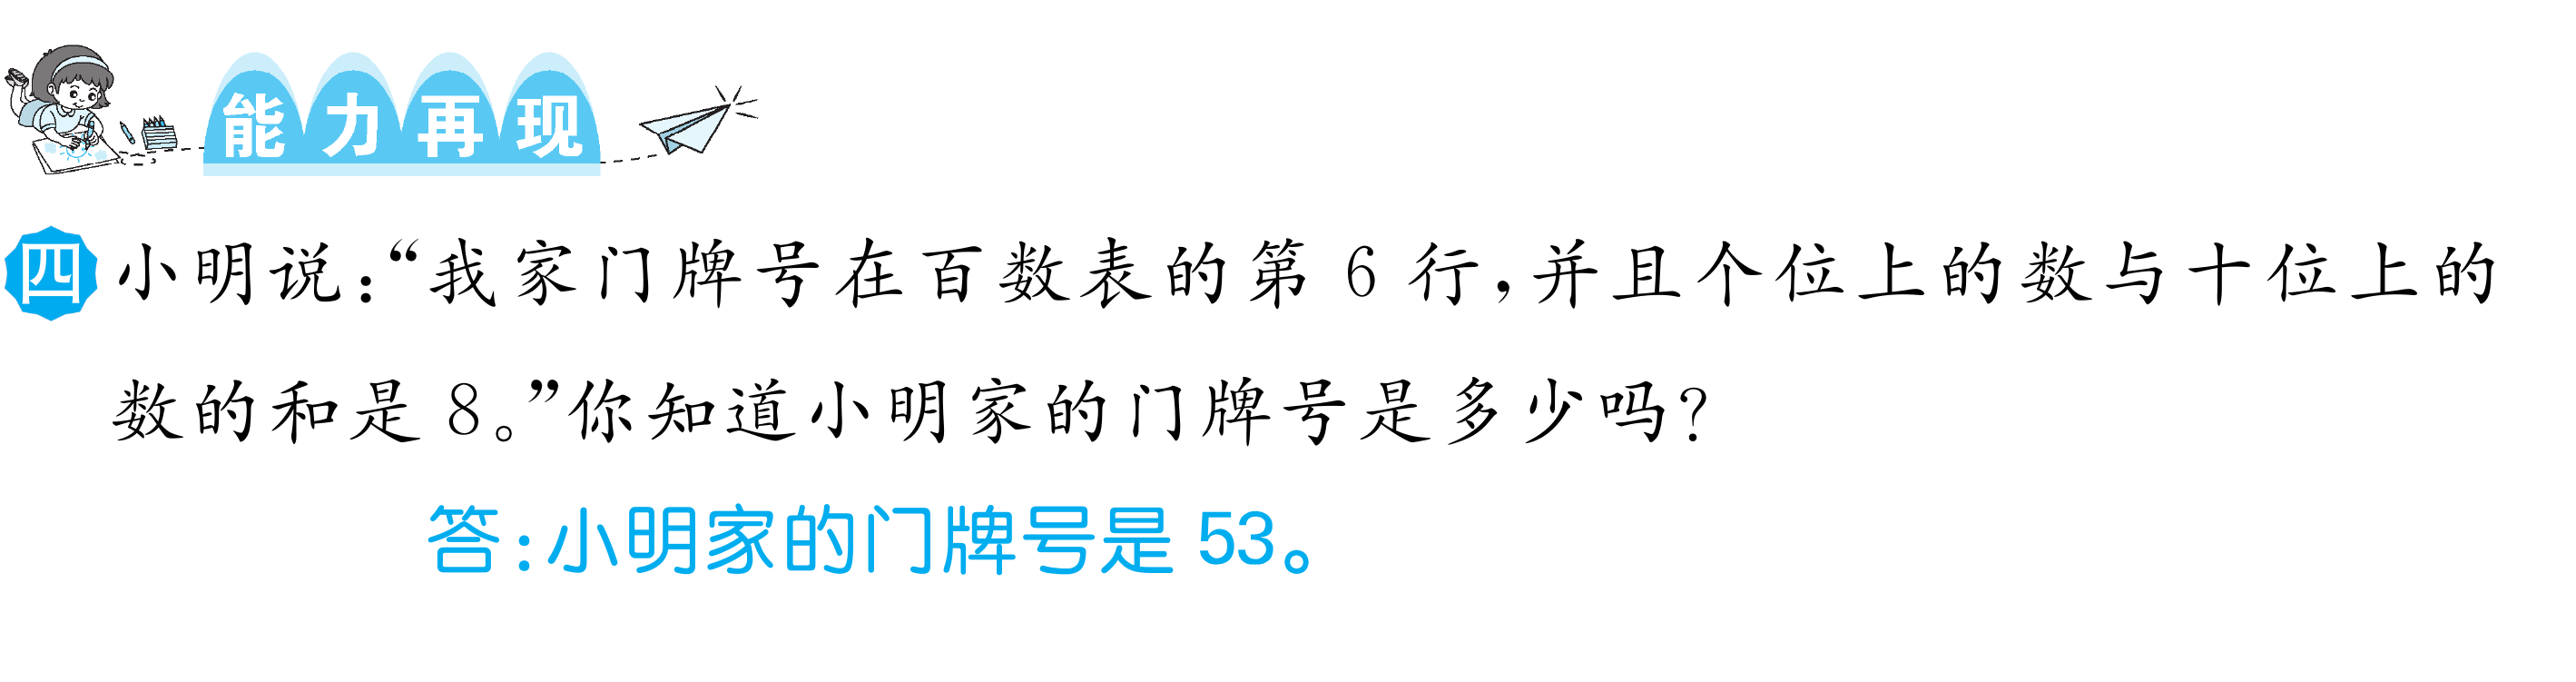 能力再现
四 小明说:“我家门牌号在百数表的第 6 行,并且个位上的数与十位上的
数的和是 8。”你知道小明家的门牌号是多少吗?
答:小明家的门牌号是 53。